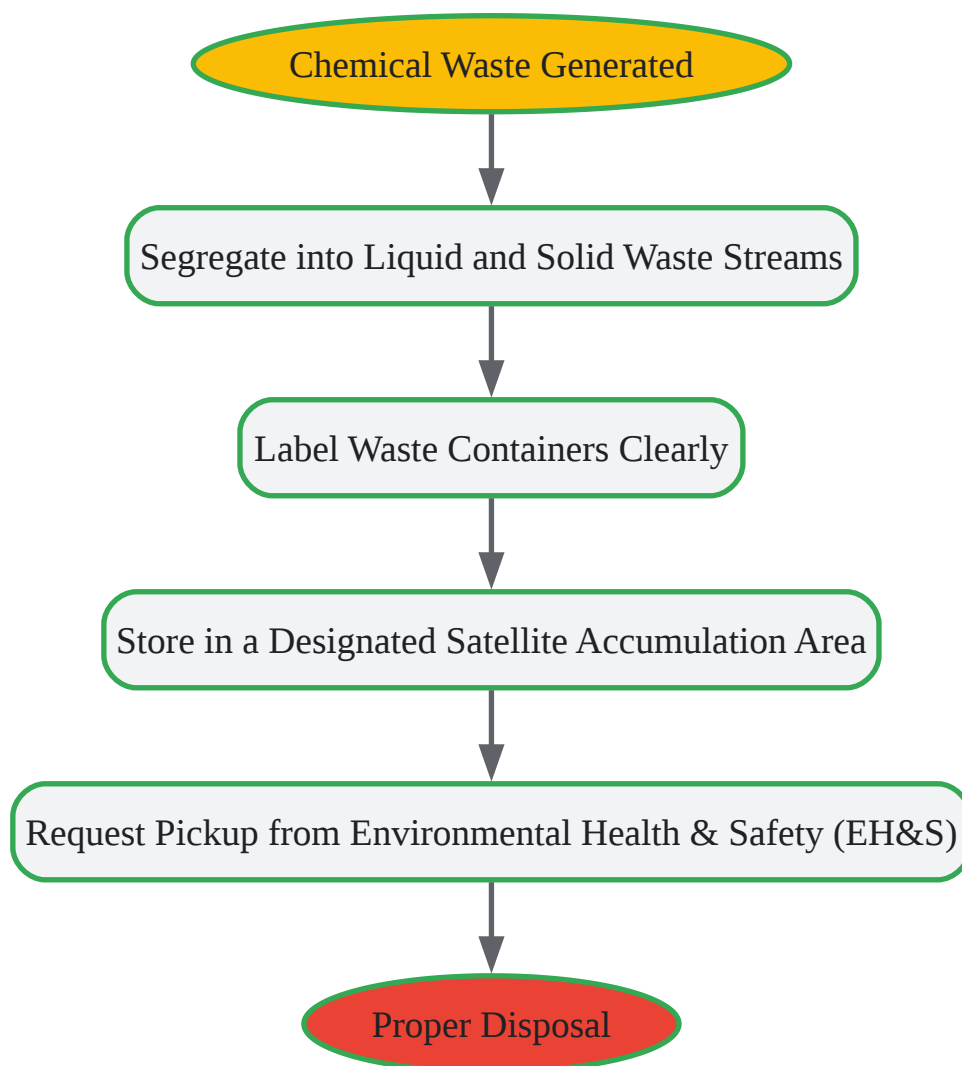 Chemical Waste Generated
Segregate into Liquid and Solid Waste Streams
Label Waste Containers Clearly
Store in a Designated Satellite Accumulation Area
Request Pickup from Environmental Health & Safety (EH&S)
Proper Disposal